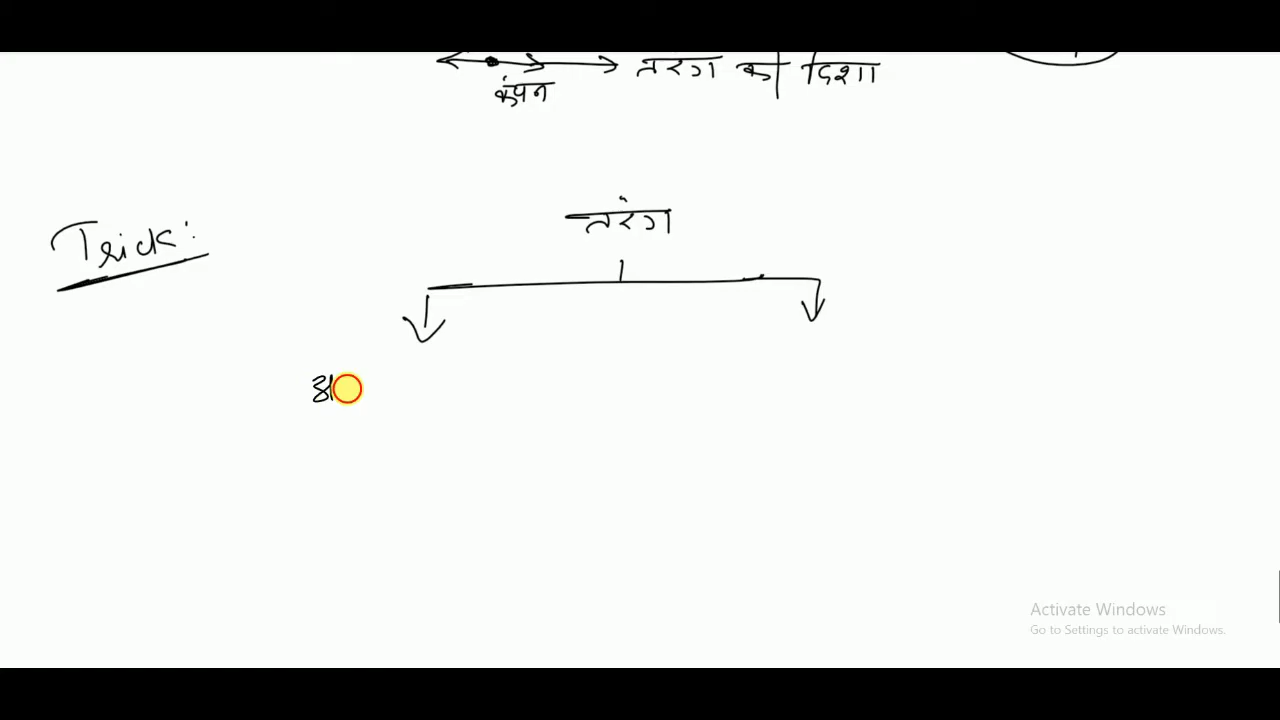 तरंग की दिशा
कंपन
Trick:
तरंग
अ
Activate Windows
Go to Settings to activate Windows.